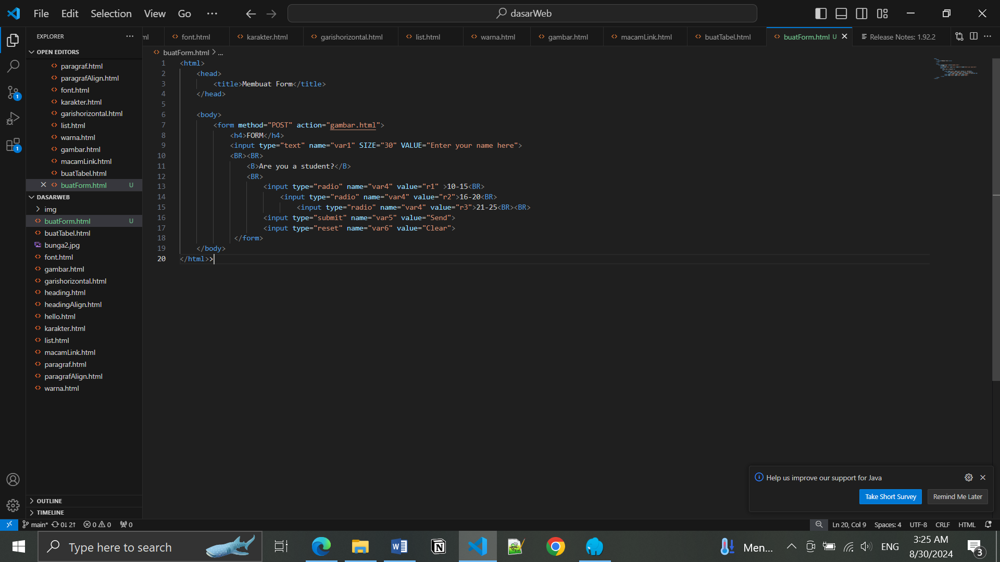 File Edit Selection View Go ··· dasarWeb
EXPLORER ···
ml font.html karakter.html garishorizontal.html list.html warna.html gambar.html macamLink.html buatTabel.html buatForm.html U Release Notes: 1.92.2 ···
OPEN EDITORS
paragraf.html
paragrafAlign.html
font.html
karakter.html
garishorizontal.html
list.html
warna.html
gambar.html
macamLink.html
buatTabel.html
buatForm.html U
DASARWEB
img
buatForm.html U
buatTabel.html
bunga2.jpg
font.html
gambar.html
garishorizontal.html
heading.html
headingAlign.html
hello.html
karakter.html
list.html
macamLink.html
paragraf.html
paragrafAlign.html
warna.html
OUTLINE
TIMELINE
1
1
buatForm.html > ...
1 <html>
2 <head>
3 <title>Membuat Form</title>
4 </head>
5
6 <body>
7 <form method="POST" action="gambar.html">
8 <h4>FORM</h4>
9 <input type="text" name="var1" SIZE="30" VALUE="Enter your name here">
10 <BR><BR>
11 <B>Are you a student?</B>
12 <BR>
13 <input type="radio" name="var4" value="r1" >10-15<BR>
14 <input type="radio" name="var4" value="r2">16-20<BR>
15 <input type="radio" name="var4" value="r3">21-25<BR><BR>
16 <input type="submit" name="var5" value="Send">
17 <input type="reset" name="var6" value="Clear">
18 </form>
19 </body>
20 </html>>
Help us improve our support for Java
Take Short Survey Remind Me Later
main* 0↓ 2↑ 0 0 0 Ln 20, Col 9 Spaces: 4 UTF-8 CRLF HTML
Type here to search Men... ENG 3:25 AM
8/30/2024 3